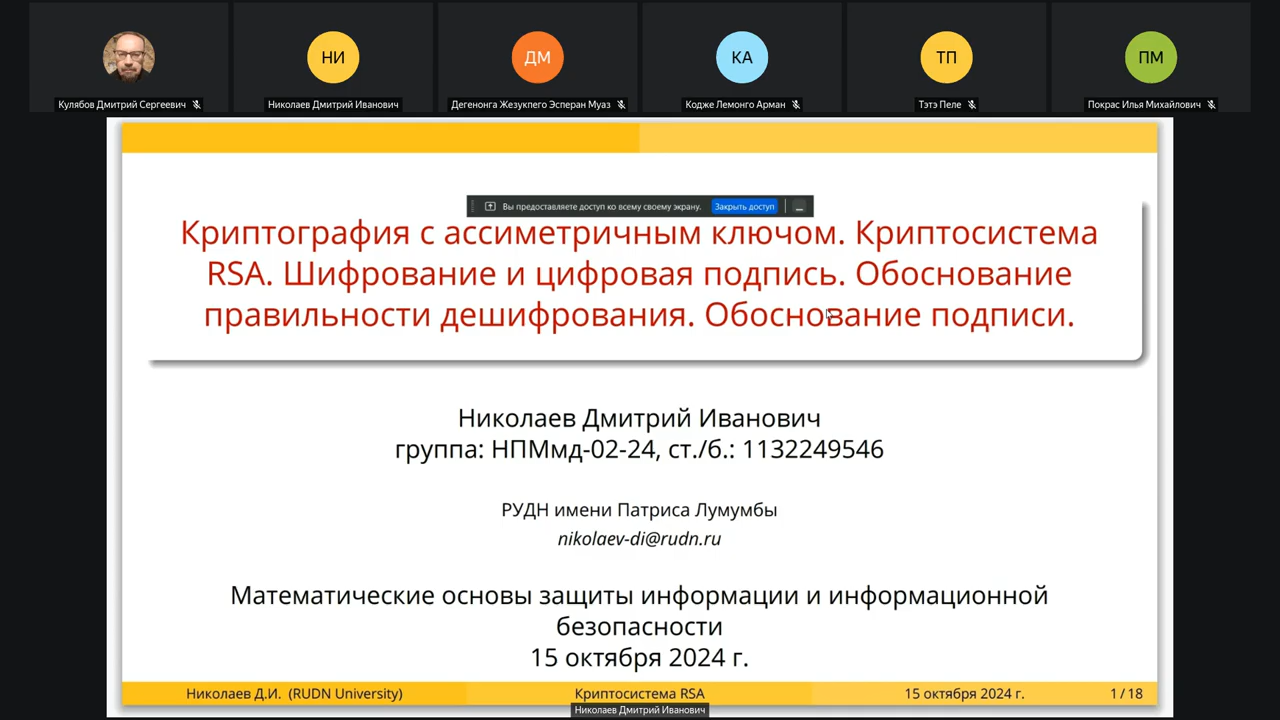 НИ
ДМ
КА
ТП
ПМ
Кулябов Дмитрий Сергеевич
Николаев Дмитрий Иванович
Дегенонга Жезукпего Эсперан Муаз
Кодже Лемонго Арман
Тэтэ Пеле
Покрас Илья Михайлович
Вы предоставляете доступ ко всему своему экрану.
Закрыть доступ
Криптография с ассиметричным ключом. Криптосистема
RSA. Шифрование и цифровая подпись. Обоснование
правильности дешифрования. Обоснование подписи.
Николаев Дмитрий Иванович
группа: НПМмд-02-24, ст./б.: 1132249546
РУДН имени Патриса Лумумбы
nikolaev-di@rudn.ru
Математические основы защиты информации и информационной
безопасности
15 октября 2024 г.
Николаев Д.И. (RUDN University)
Криптосистема RSA
15 октября 2024 г.
1 / 18
Николаев Дмитрий Иванович